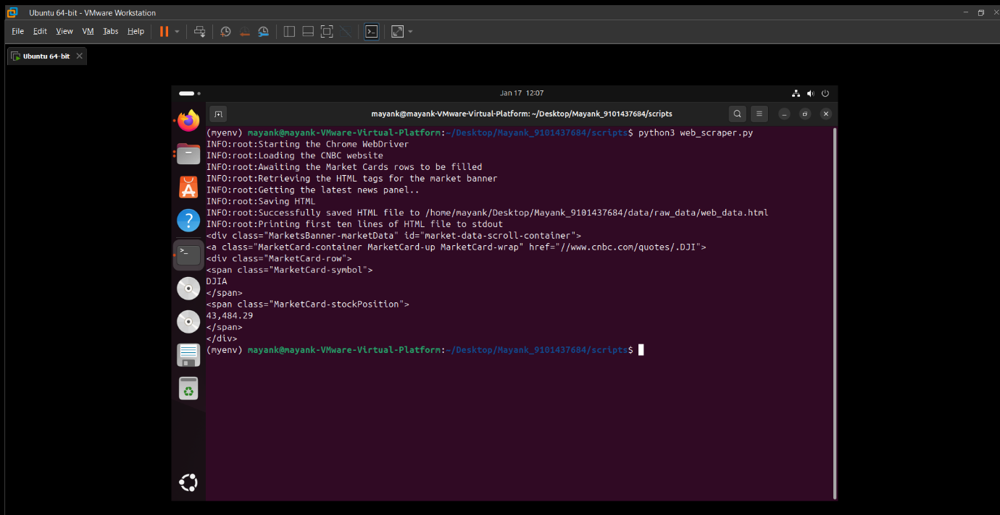 Ubuntu 64-bit - VMware Workstation
File Edit View VM Tabs Help
Ubuntu 64-bit
Jan 17 12:07
mayank@mayank-VMware-Virtual-Platform: ~/Desktop/Mayank_9101437684/scripts
(myenv) mayank@mayank-VMware-Virtual-Platform:~/Desktop/Mayank_9101437684/scripts$ python3 web_scraper.py
INFO:root:Starting the Chrome WebDriver
INFO:root:Loading the CNBC website
INFO:root:Awaiting the Market Cards rows to be filled
INFO:root:Retrieving the HTML tags for the market banner
INFO:root:Getting the latest news panel..
INFO:root:Saving HTML
INFO:root:Successfully saved HTML file to /home/mayank/Desktop/Mayank_9101437684/data/raw_data/web_data.html
INFO:root:Printing first ten lines of HTML file to stdout
<div class="MarketsBanner-marketData" id="market-data-scroll-container">
<a class="MarketCard-container MarketCard-up MarketCard-wrap" href="//www.cnbc.com/quotes/.DJI">
<div class="MarketCard-row">
<span class="MarketCard-symbol">
DJIA
</span>
<span class="MarketCard-stockPosition">
43,484.29
</span>
</div>
(myenv) mayank@mayank-VMware-Virtual-Platform:~/Desktop/Mayank_9101437684/scripts$